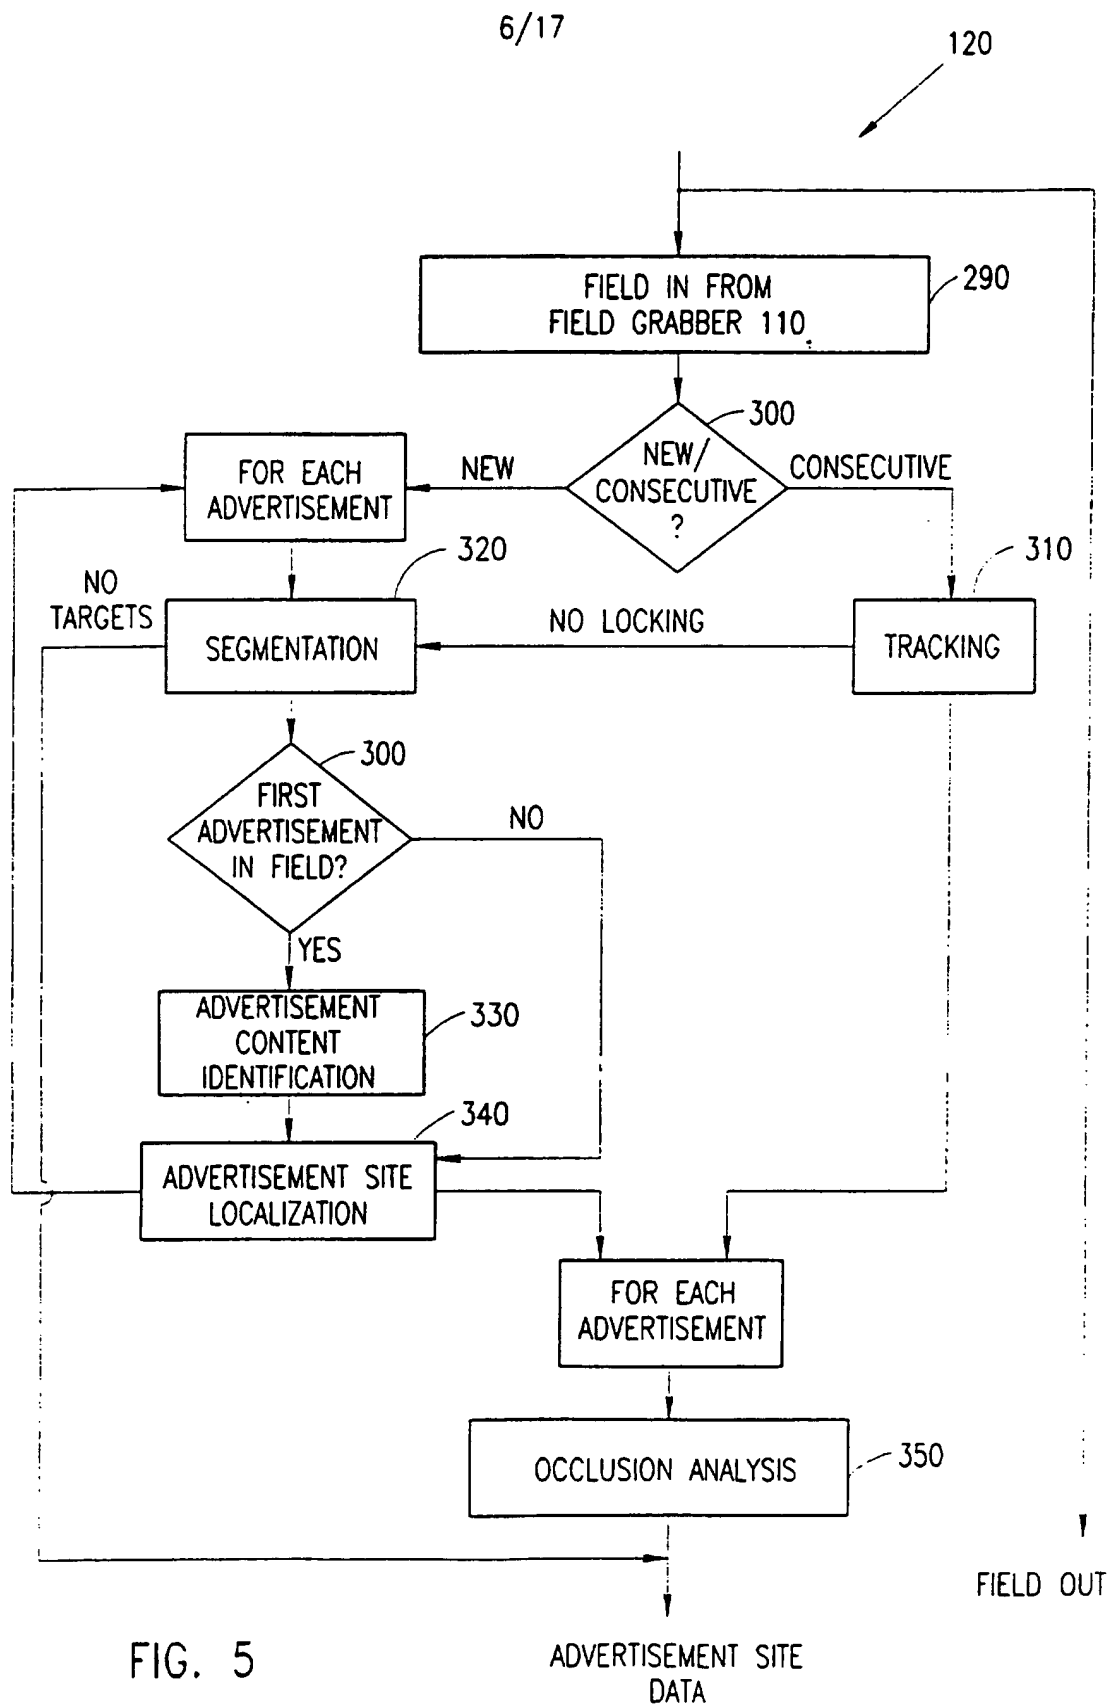 6/17
120
FIELD IN FROM
FIELD GRABBER 110
290
300
NEW/
CONSECUTIVE
?
NEW
CONSECUTIVE
FOR EACH
ADVERTISEMENT
320
310
NO
TARGETS
SEGMENTATION
NO LOCKING
TRACKING
300
FIRST
ADVERTISEMENT
IN FIELD?
NO
YES
ADVERTISEMENT
CONTENT
IDENTIFICATION
330
340
ADVERTISEMENT SITE
LOCALIZATION
FOR EACH
ADVERTISEMENT
OCCLUSION ANALYSIS
350
FIELD OUT
FIG. 5
ADVERTISEMENT SITE
DATA